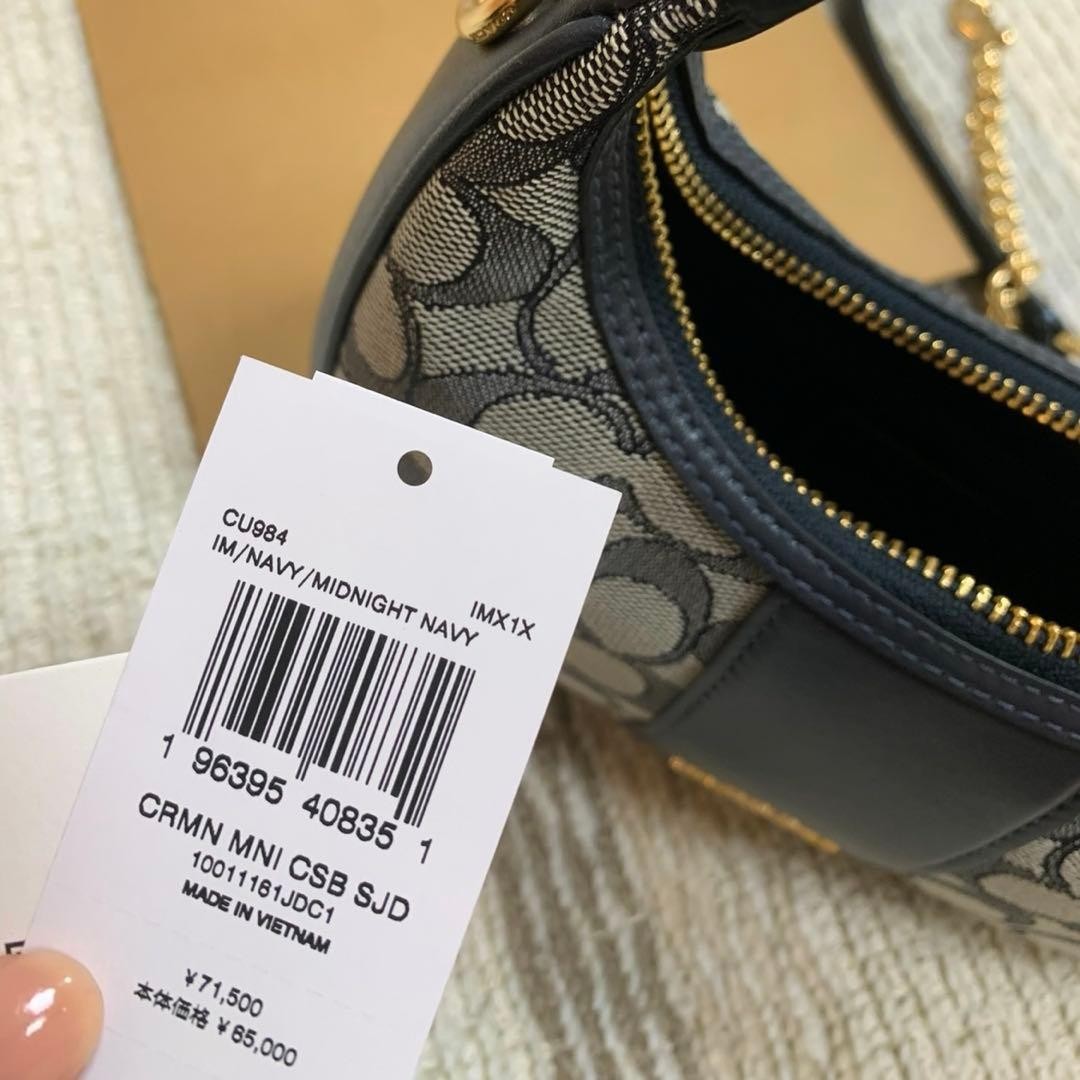 CU984
IM/NAVY/MIDNIGHT NAVY
IMX1X
1 96395 40835 1
CRMN MNI CSB SJD
10011161JDC1
MADE IN VIETNAM
¥71,500
本体価格 ¥65,000